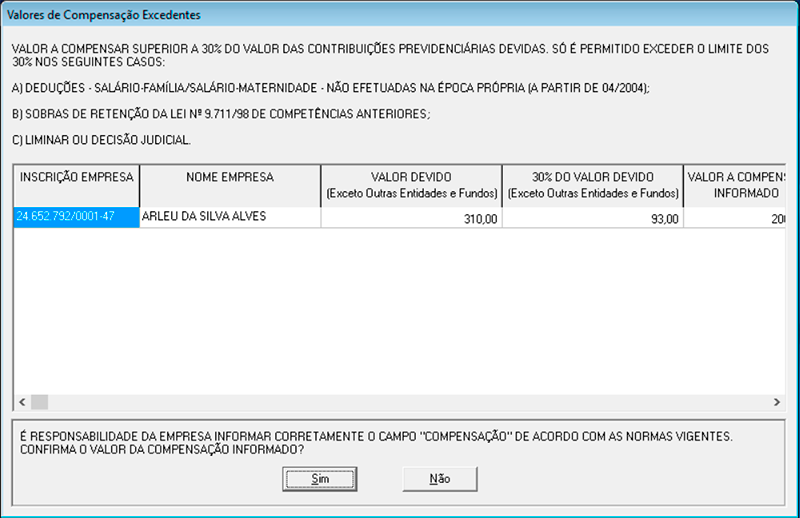 Valores de Compensação Excedentes
VALOR A COMPENSAR SUPERIOR A 30% DO VALOR DAS CONTRIBUIÇÕES PREVIDENCIÁRIAS DEVIDAS. SÓ É PERMITIDO EXCEDER O LIMITE DOS
30% NOS SEGUINTES CASOS:
A) DEDUÇÕES - SALÁRIO-FAMÍLIA/SALÁRIO-MATERNIDADE - NÃO EFETUADAS NA ÉPOCA PRÓPRIA (A PARTIR DE 04/2004);
B) SOBRAS DE RETENÇÃO DA LEI Nº 9.711/98 DE COMPETÊNCIAS ANTERIORES;
C) LIMINAR OU DECISÃO JUDICIAL.
INSCRIÇÃO EMPRESA NOME EMPRESA VALOR DEVIDO 30% DO VALOR DEVIDO VALOR A COMPENS
(Exceto Outras Entidades e Fundos) (Exceto Outras Entidades e Fundos) INFORMADO
24.652.792/0001-47 ARLEU DA SILVA ALVES 310,00 93,00 200
É RESPONSABILIDADE DA EMPRESA INFORMAR CORRETAMENTE O CAMPO "COMPENSAÇÃO" DE ACORDO COM AS NORMAS VIGENTES.
CONFIRMA O VALOR DA COMPENSAÇÃO INFORMADO?
Sim Não